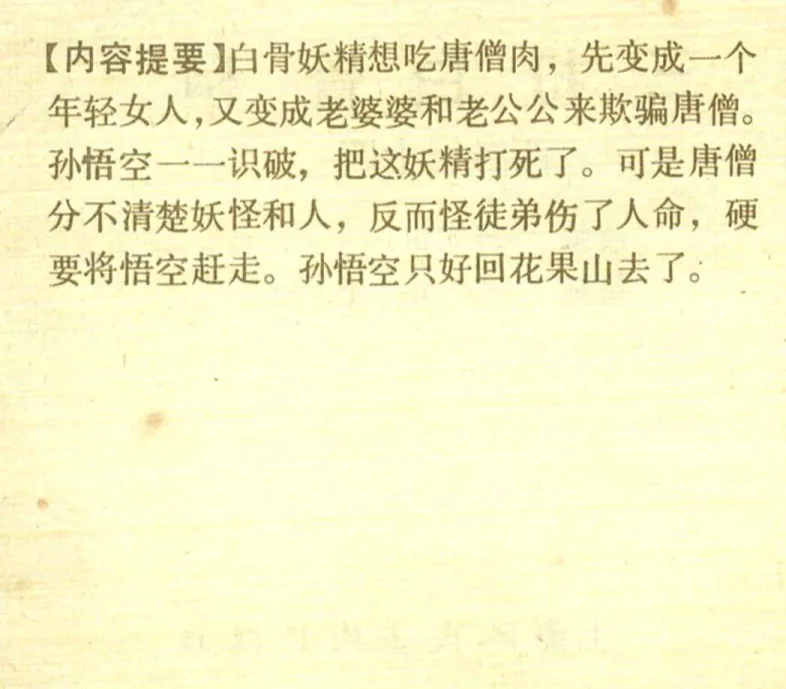 【内容提要】白骨妖精想吃唐僧肉，先变成一个
年轻女人，又变成老婆婆和老公公来欺骗唐僧。
孙悟空一一识破，把这妖精打死了。可是唐僧
分不清楚妖怪和人，反而怪徒弟伤了人命，硬
要将悟空赶走。孙悟空只好回花果山去了。